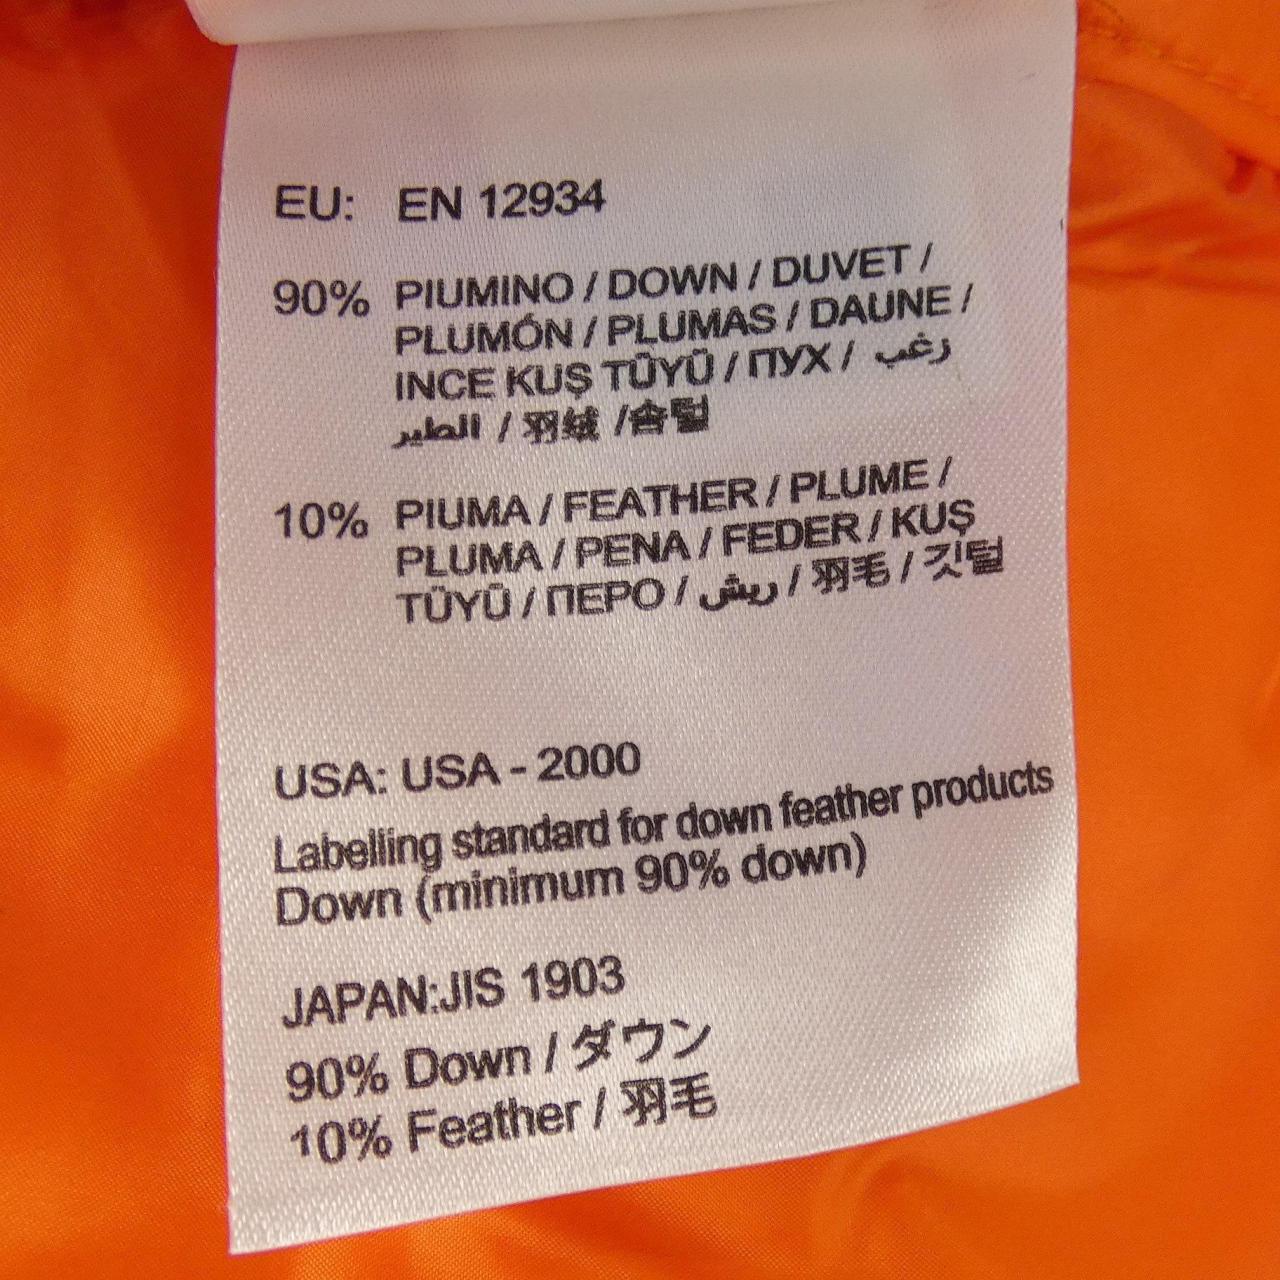 EU: EN 12934
90% PIUMINO / DOWN / DUVET /
PLUMÓN / PLUMAS / DAUNE /
INCE KUŞ TÛYÛ / ПУХ / زغب
الطير / 羽绒 /솜털
10% PIUMA / FEATHER / PLUME /
PLUMA / PENA / FEDER / KUŞ
TÛYÛ / ПЕРО / ريش / 羽毛 / 깃털
USA: USA - 2000
Labelling standard for down feather products
Down (minimum 90% down)
JAPAN:JIS 1903
90% Down / ダウン
10% Feather / 羽毛